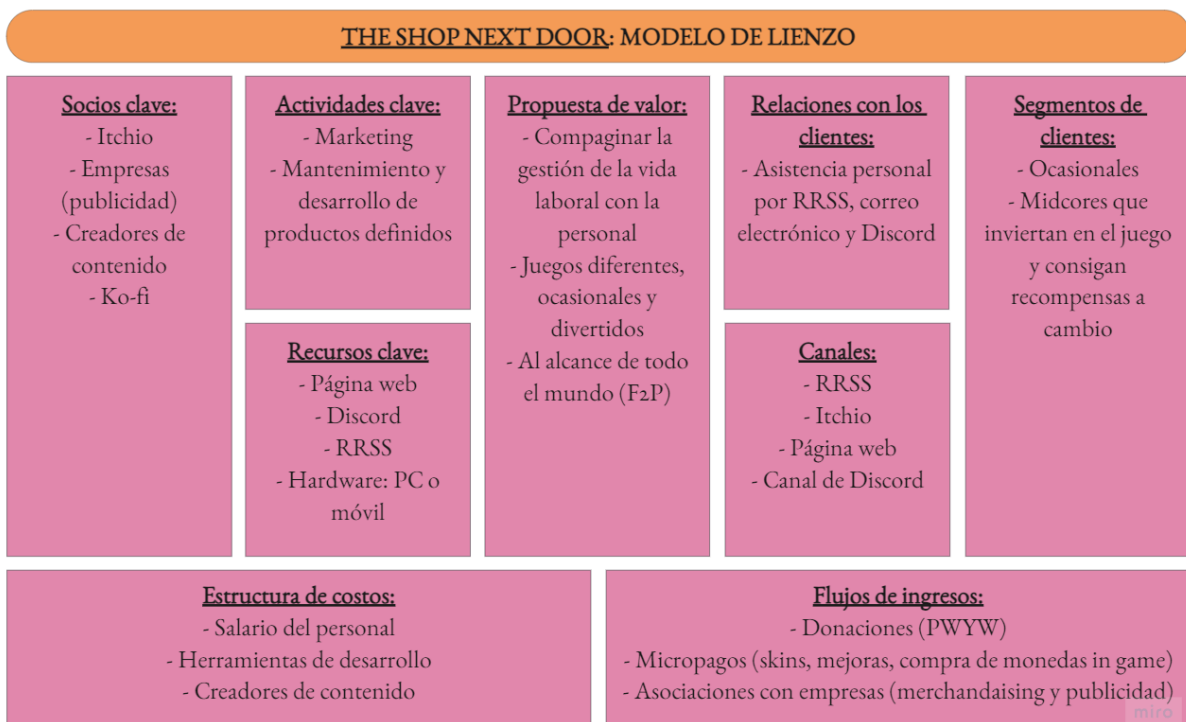 THE SHOP NEXT DOOR: MODELO DE LIENZO
Socios clave:
- Itchio
- Empresas
(publicidad)
- Creadores de
contenido
- Ko-fi
Actividades clave:
- Marketing
- Mantenimiento y
desarrollo de
productos definidos
Recursos clave:
- Página web
- Discord
- RRSS
- Hardware: PC o
móvil
Propuesta de valor:
- Compaginar la
gestión de la vida
laboral con la
personal
- Juegos diferentes,
ocasionales y
divertidos
- Al alcance de todo
el mundo (F2P)
Relaciones con los
clientes:
- Asistencia personal
por RRSS, correo
electrónico y Discord
Canales:
- RRSS
- Itchio
- Página web
- Canal de Discord
Segmentos de
clientes:
- Ocasionales
- Midcores que
inviertan en el juego
y consigan
recompensas a
cambio
Estructura de costos:
- Salario del personal
- Herramientas de desarrollo
- Creadores de contenido
Flujos de ingresos:
- Donaciones (PWYW)
- Micropagos (skins, mejoras, compra de monedas in game)
- Asociaciones con empresas (merchandaising y publicidad)
miro